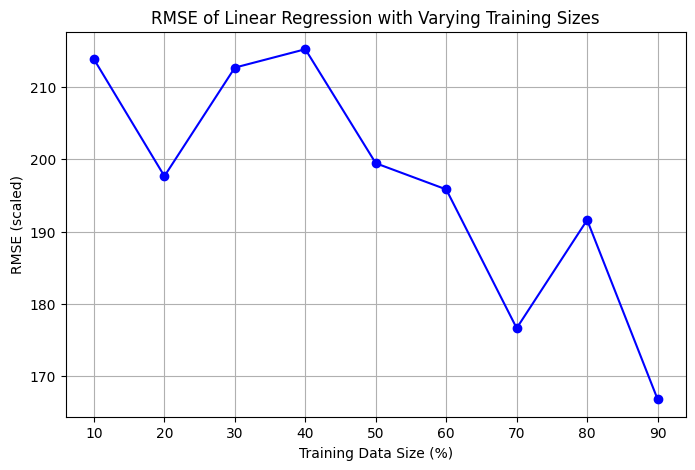 RMSE of Linear Regression with Varying Training Sizes
RMSE (scaled)
210
200
190
180
170
10 20 30 40 50 60 70 80 90
Training Data Size (%)